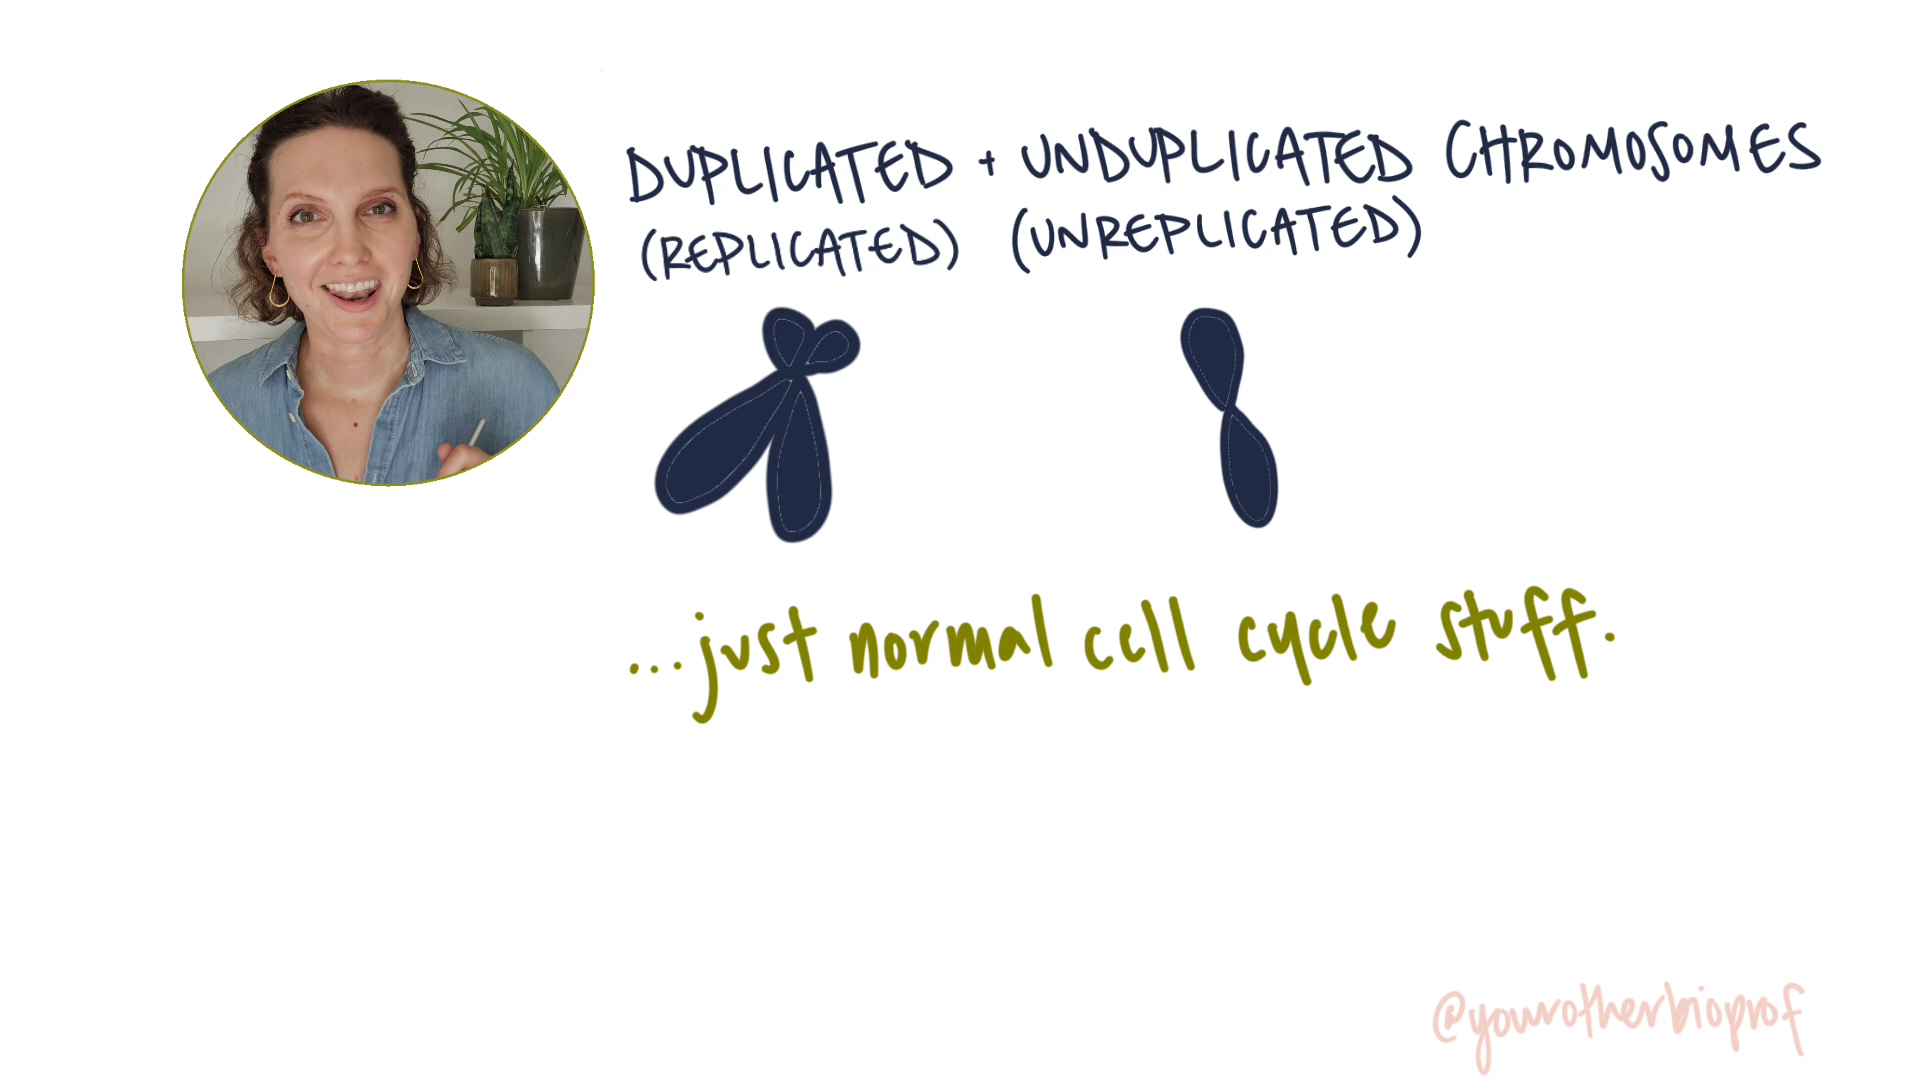 DUPLICATED + UNDUPLICATED CHROMOSOMES
(REPLICATED) (UNREPLICATED)
...just normal cell cycle stuff.
@yourotherbioprof